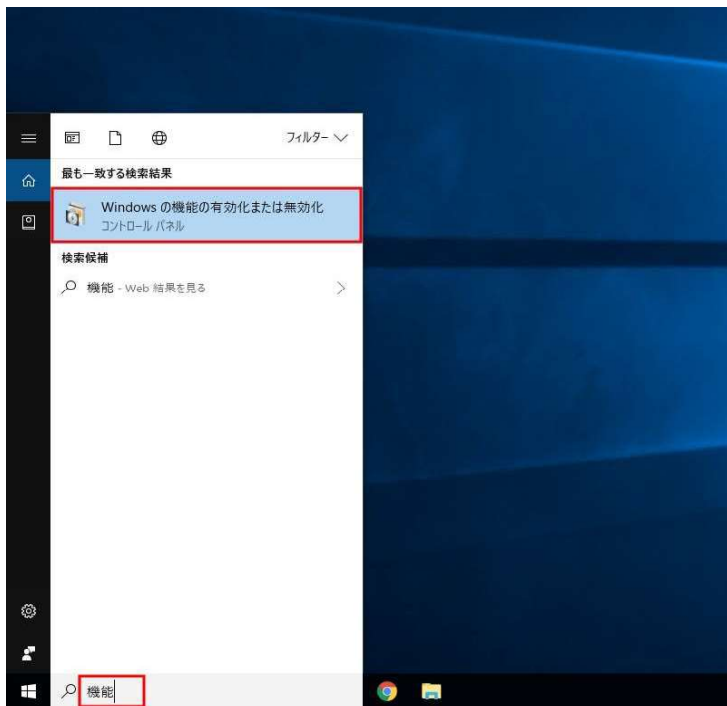 フィルター
最も一致する検索結果
Windows の機能の有効化または無効化
コントロール パネル
検索候補
機能 - Web 結果を見る
機能